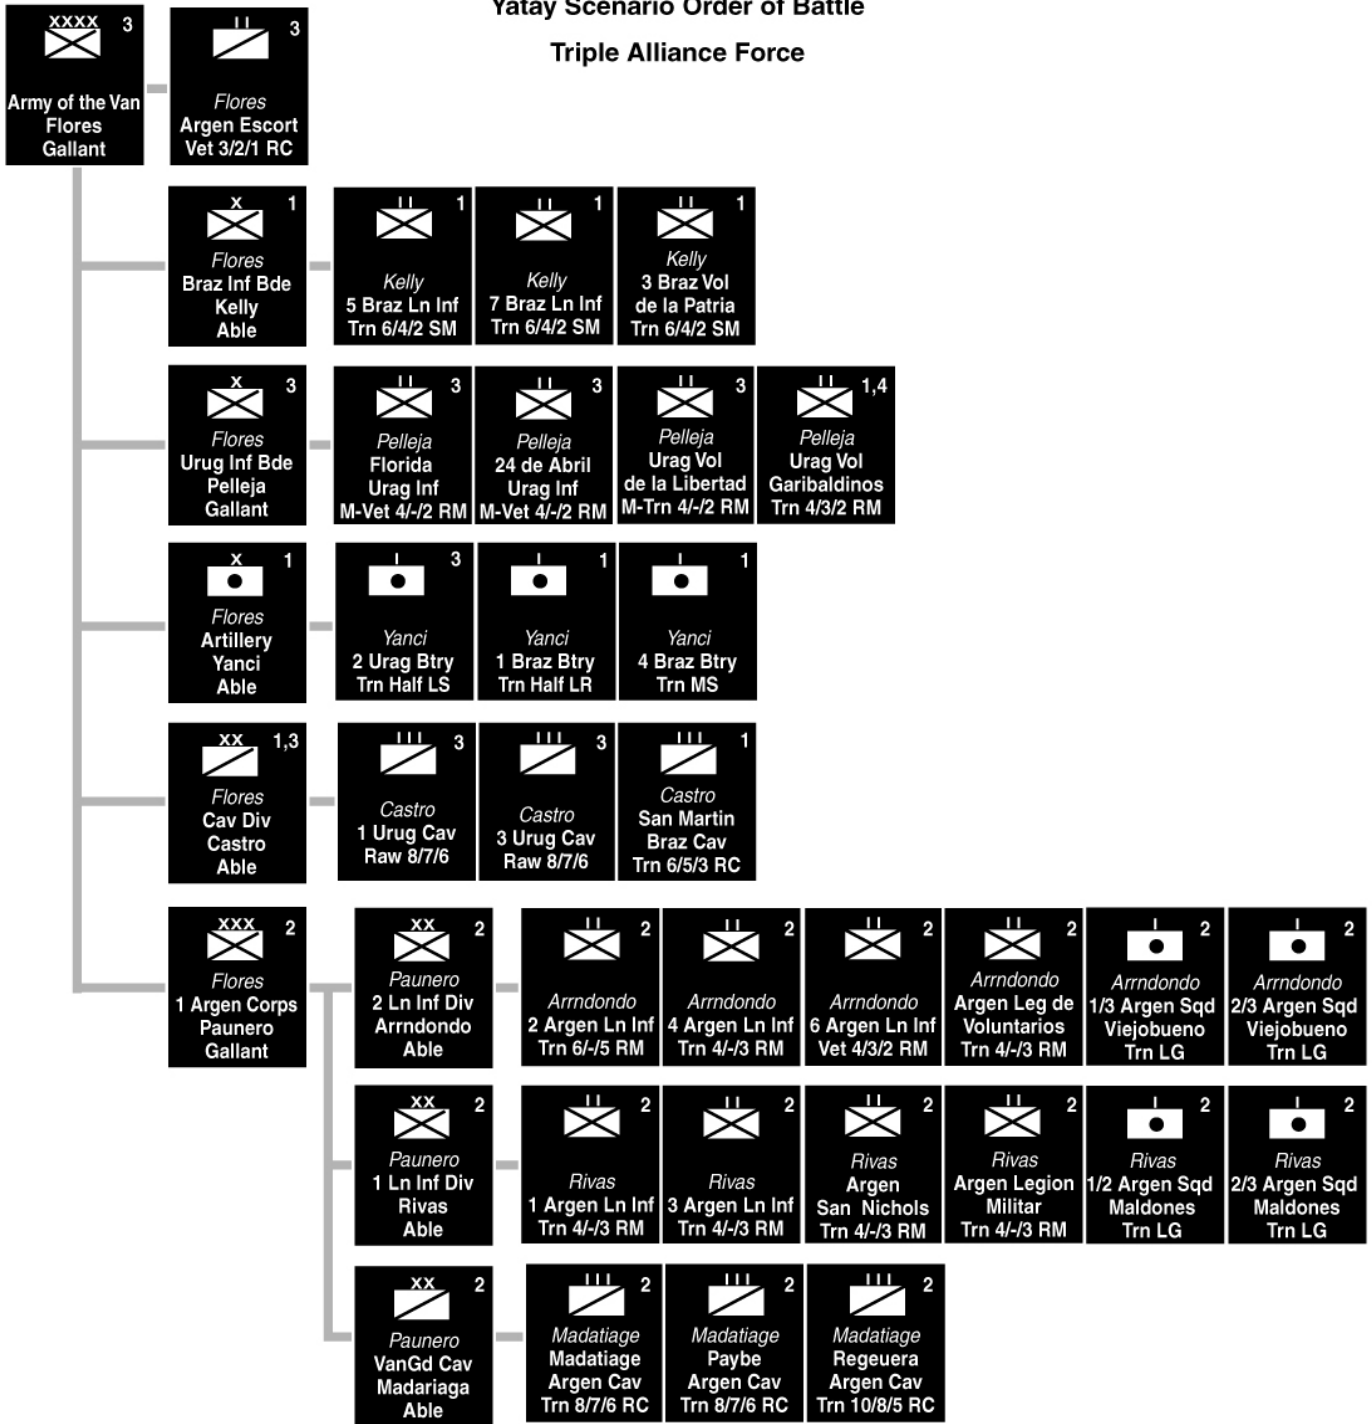 Yatay Scenario Order of Battle
Triple Alliance Force
XXXX 3
Army of the Van
Flores
Gallant
II 3
Flores
Argen Escort
Vet 3/2/1 RC
X 1
Flores
Braz Inf Bde
Kelly
Able
II 1
Kelly
5 Braz Ln Inf
Trn 6/4/2 SM
II 1
Kelly
7 Braz Ln Inf
Trn 6/4/2 SM
II 1
Kelly
3 Braz Vol
de la Patria
Trn 6/4/2 SM
X 3
Flores
Urug Inf Bde
Pelleja
Gallant
II 3
Pelleja
Florida
Urag Inf
M-Vet 4/-/2 RM
II 3
Pelleja
24 de Abril
Urag Inf
M-Vet 4/-/2 RM
II 3
Pelleja
Urag Vol
de la Libertad
M-Trn 4/-/2 RM
II 1,4
Pelleja
Urag Vol
Garibaldinos
Trn 4/3/2 RM
X 1
Flores
Artillery
Yanci
Able
I 3
Yanci
2 Urag Btry
Trn Half LS
I 1
Yanci
1 Braz Btry
Trn Half LR
I 1
Yanci
4 Braz Btry
Trn MS
XX 1,3
Flores
Cav Div
Castro
Able
III 3
Castro
1 Urug Cav
Raw 8/7/6
III 3
Castro
3 Urug Cav
Raw 8/7/6
III 1
Castro
San Martin
Braz Cav
Trn 6/5/3 RC
XXX 2
Flores
1 Argen Corps
Paunero
Gallant
XX 2
Paunero
2 Ln Inf Div
Arrndondo
Able
II 2
Arrndondo
2 Argen Ln Inf
Trn 6/-/5 RM
II 2
Arrndondo
4 Argen Ln Inf
Trn 4/-/3 RM
II 2
Arrndondo
6 Argen Ln Inf
Vet 4/3/2 RM
II 2
Arrndondo
Argen Leg de
Voluntarios
Trn 4/-/3 RM
I 2
Arrndondo
1/3 Argen Sqd
Viejobueno
Trn LG
I 2
Arrndondo
2/3 Argen Sqd
Viejobueno
Trn LG
XX 2
Paunero
1 Ln Inf Div
Rivas
Able
II 2
Rivas
1 Argen Ln Inf
Trn 4/-/3 RM
II 2
Rivas
3 Argen Ln Inf
Trn 4/-/3 RM
II 2
Rivas
Argen
San Nichols
Trn 4/-/3 RM
II 2
Rivas
Argen Legion
Militar
Trn 4/-/3 RM
I 2
Rivas
1/2 Argen Sqd
Maldones
Trn LG
I 2
Rivas
2/3 Argen Sqd
Maldones
Trn LG
XX 2
Paunero
VanGd Cav
Madariaga
Able
III 2
Madatiage
Madatiage
Argen Cav
Trn 8/7/6 RC
III 2
Madatiage
Paybe
Argen Cav
Trn 8/7/6 RC
III 2
Madatiage
Regeuera
Argen Cav
Trn 10/8/5 RC